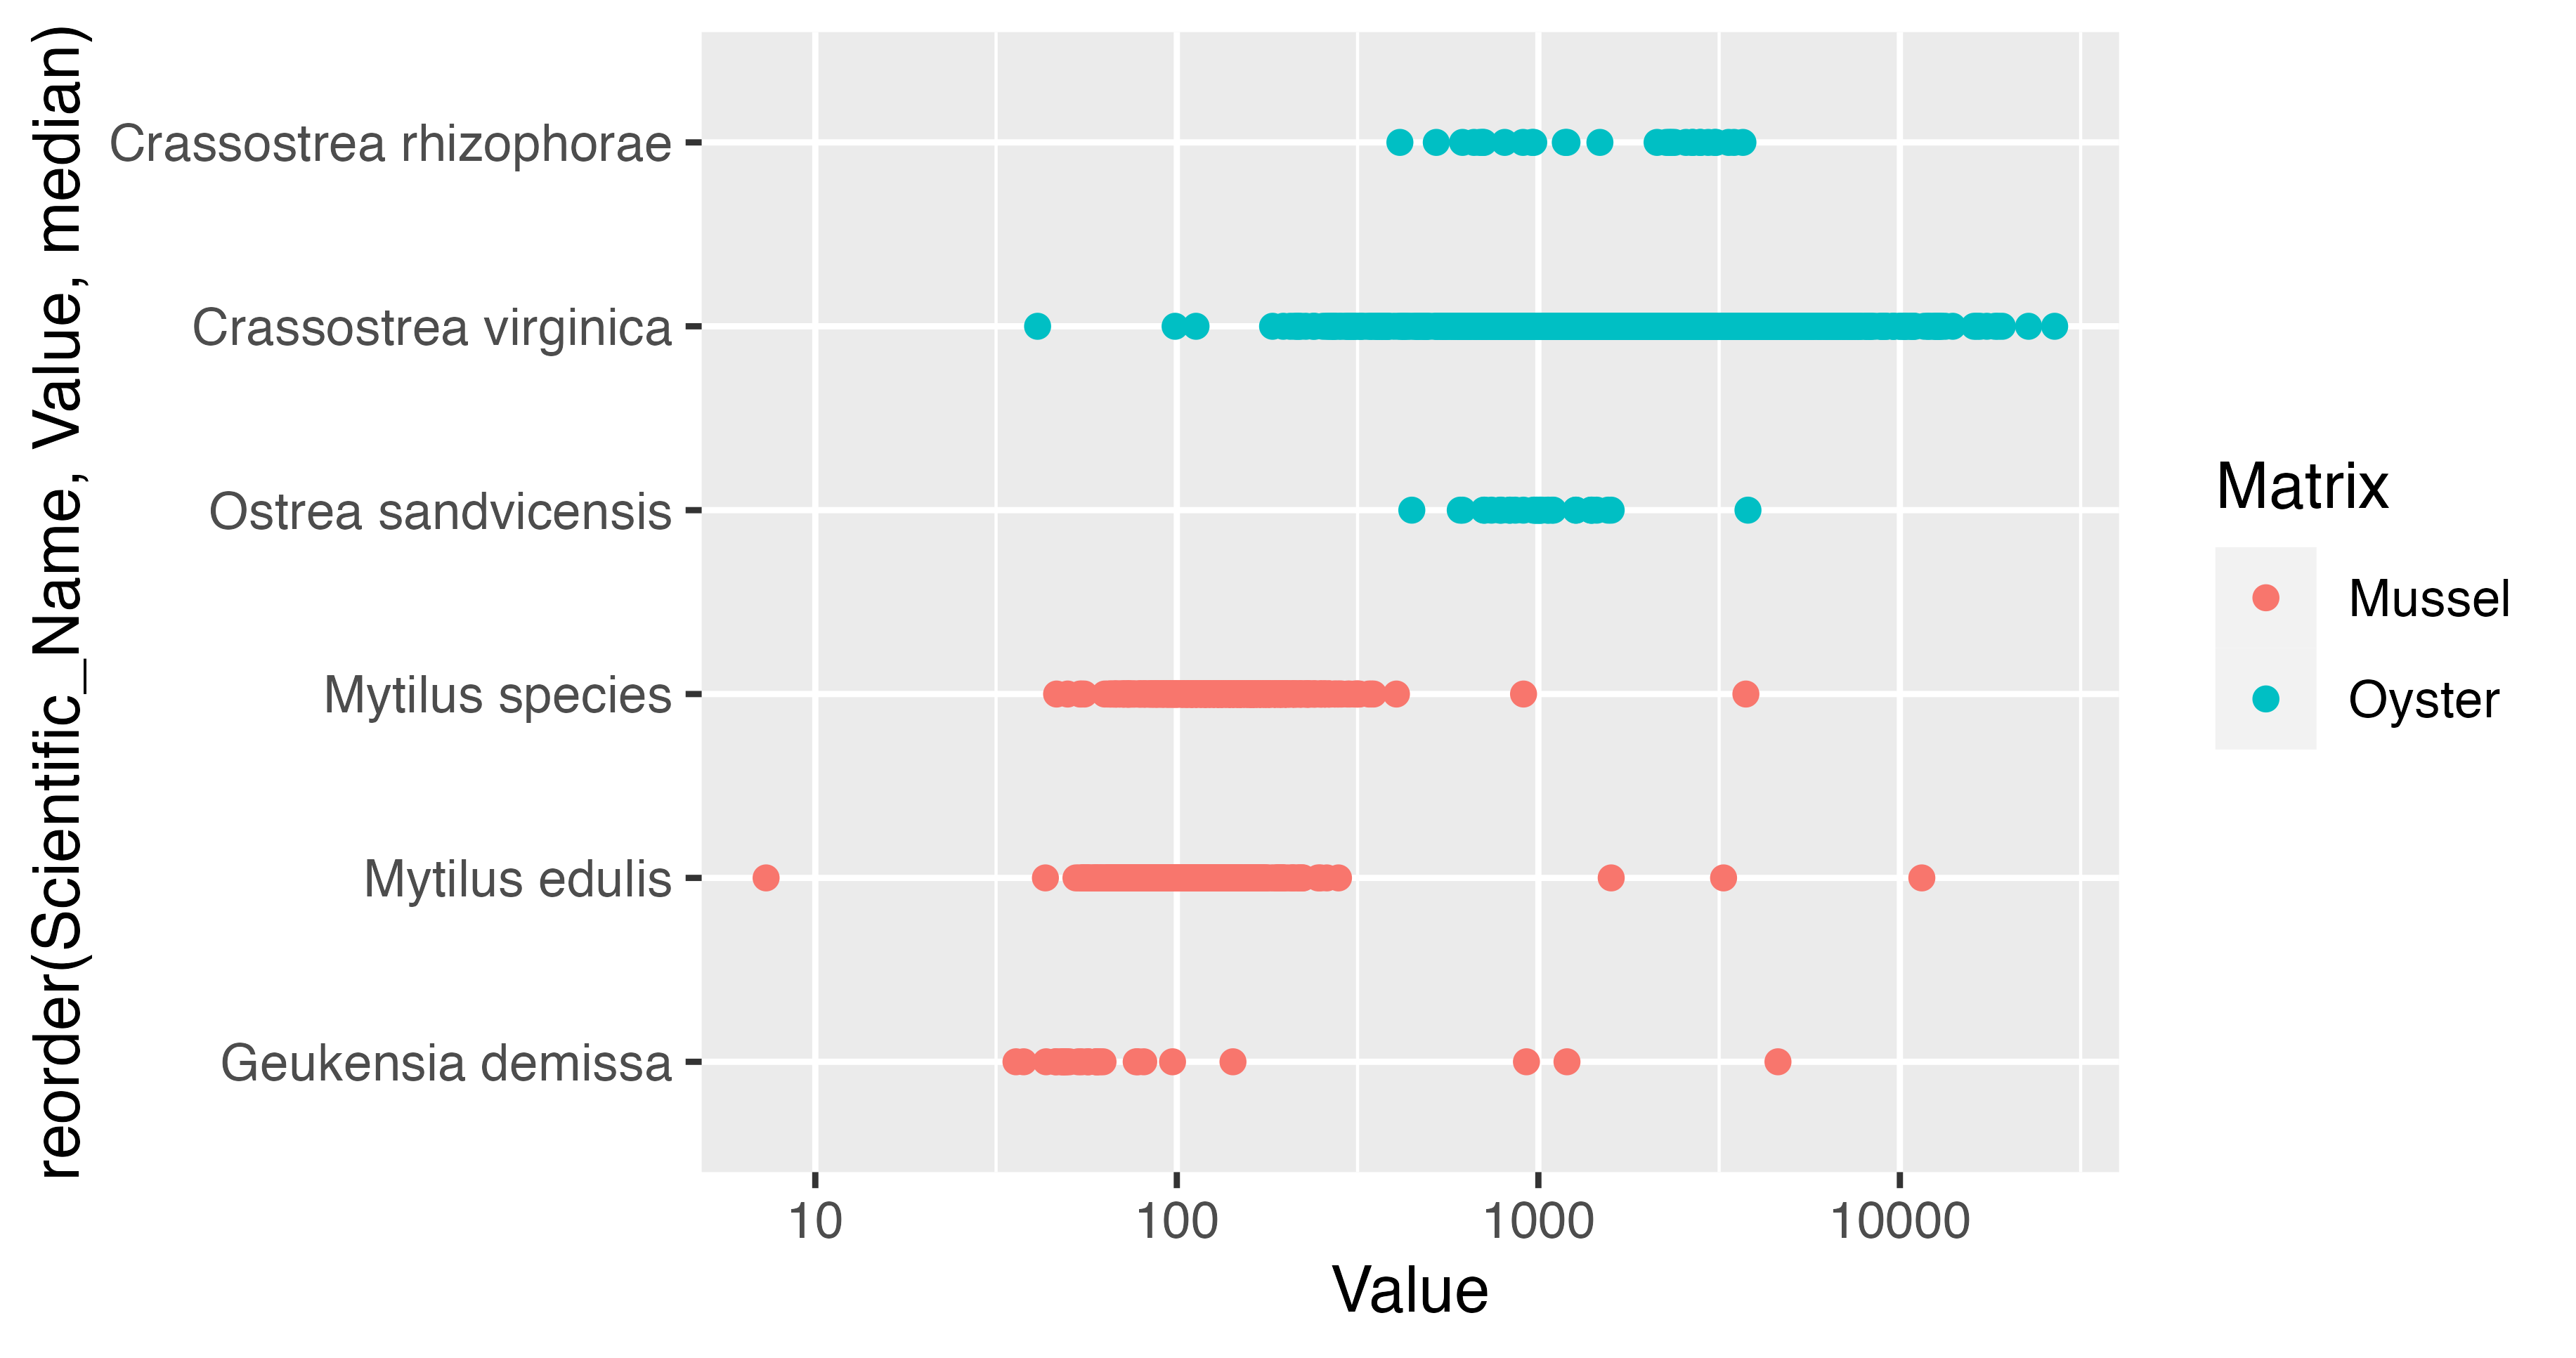 reorder(Scientific_Name, Value, median)
Crassostrea rhizophorae
Crassostrea virginica
Ostrea sandvicensis
Mytilus species
Mytilus edulis
Geukensia demissa
10 100 1000 10000
Value
Matrix
Mussel
Oyster